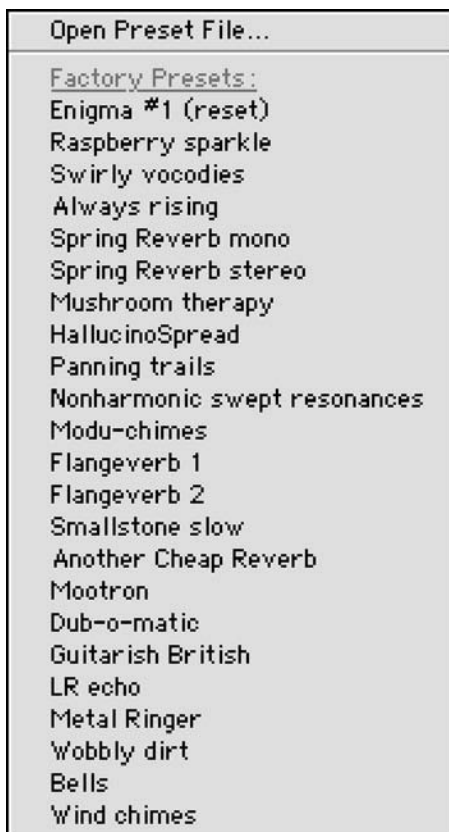 Open Preset File...
Factory Presets:
Enigma #1 (reset)
Raspberry sparkle
Swirly vocodies
Always rising
Spring Reverb mono
Spring Reverb stereo
Mushroom therapy
HallucinoSpread
Panning trails
Nonharmonic swept resonances
Modu-chimes
Flangeverb 1
Flangeverb 2
Smallstone slow
Another Cheap Reverb
Mootron
Dub-o-matic
Guitarish British
LR echo
Metal Ringer
Wobbly dirt
Bells
Wind chimes